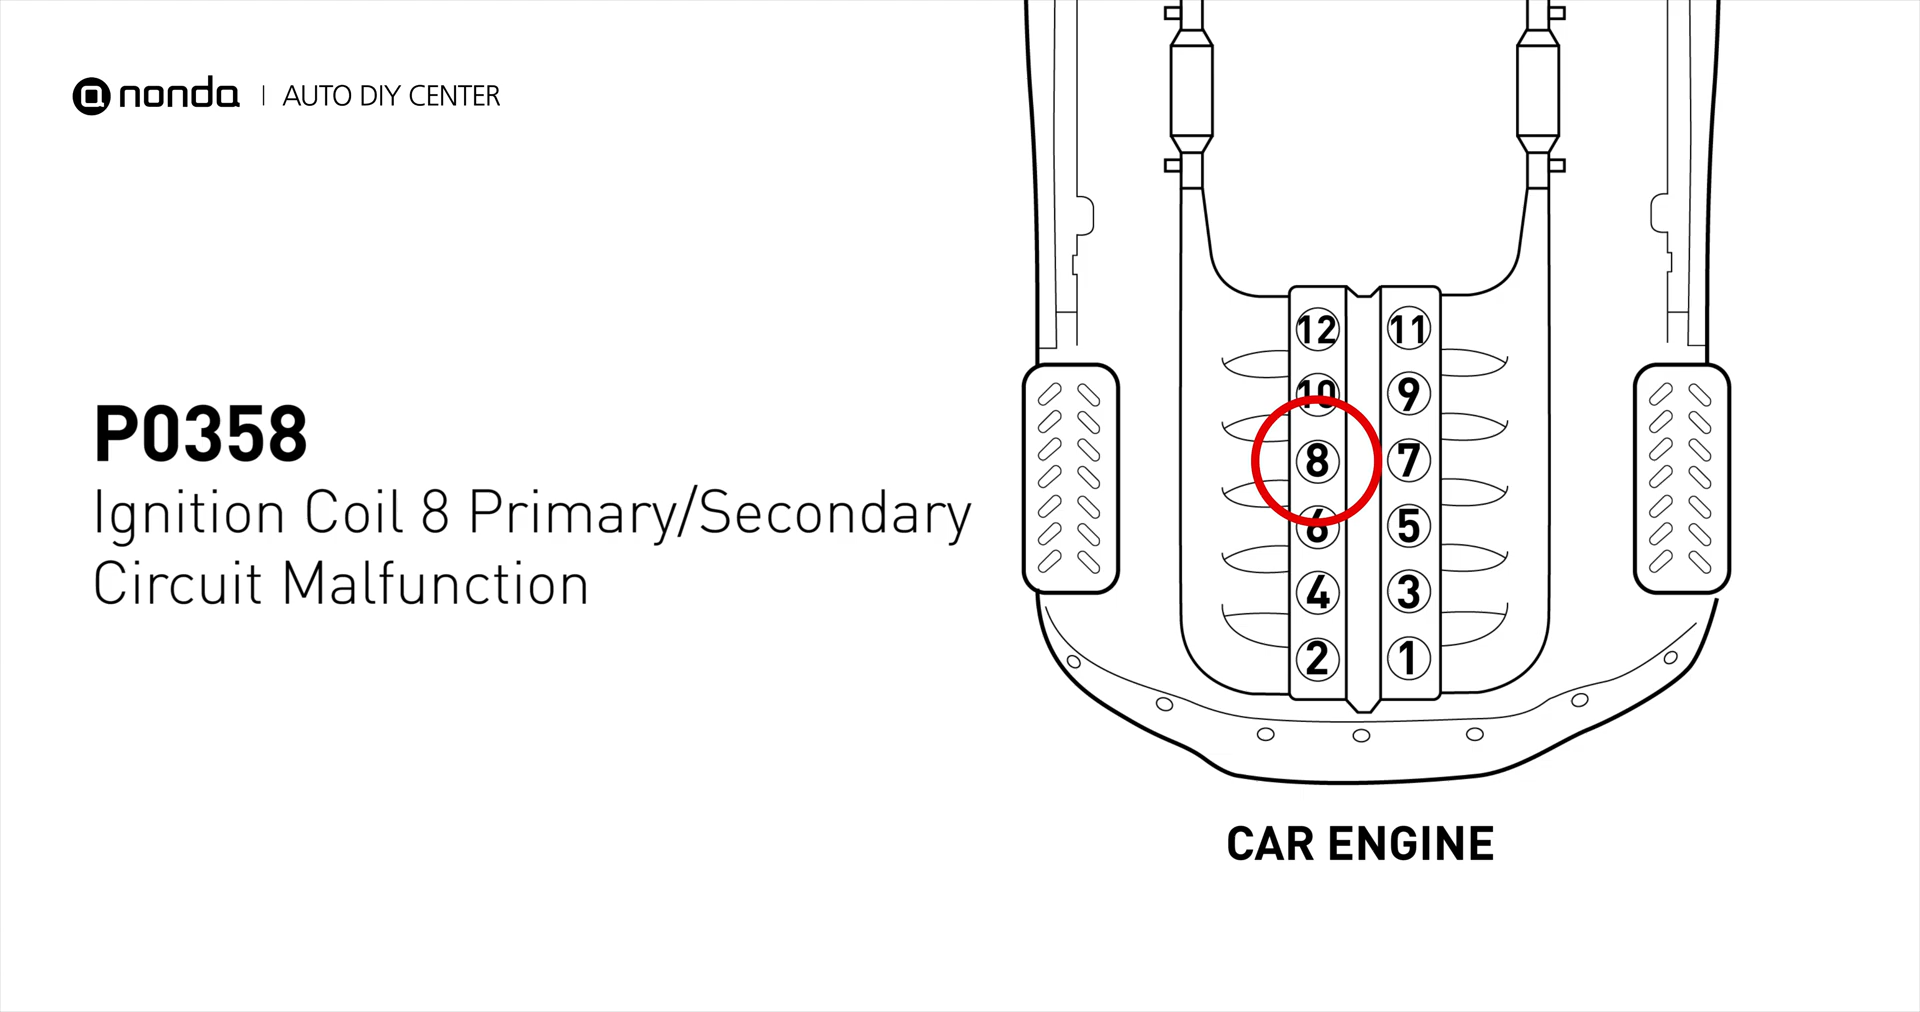 nonda | AUTO DIY CENTER
P0358
Ignition Coil 8 Primary/Secondary
Circuit Malfunction
12 11
10 9
8 7
6 5
4 3
2 1
CAR ENGINE